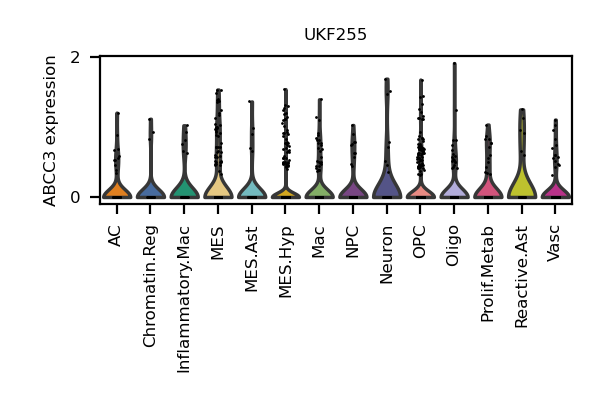 UKF255
ABCC3 expression
2
0
AC
Chromatin.Reg
Inflammatory.Mac
MES
MES.Ast
MES.Hyp
Mac
NPC
Neuron
OPC
Oligo
Prolif.Metab
Reactive.Ast
Vasc